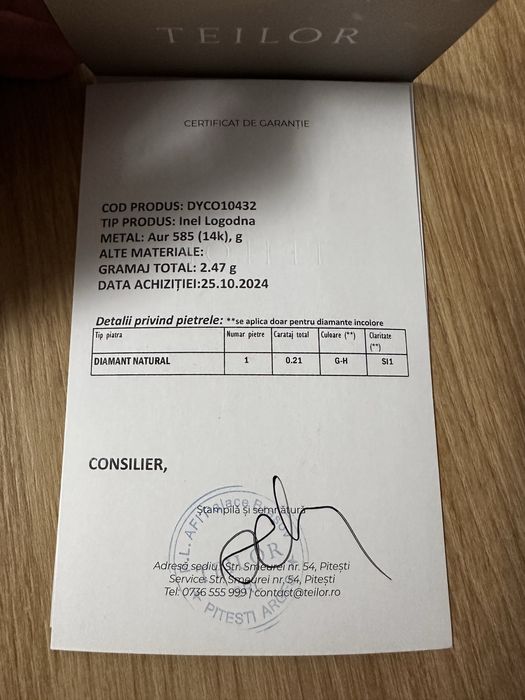 TEILOR
CERTIFICAT DE GARANȚIE
COD PRODUS: DYCO10432
TIP PRODUS: Inel Logodna
METAL: Aur 585 (14k), g
ALTE MATERIALE:
GRAMAJ TOTAL: 2.47 g
DATA ACHIZIȚIEI:25.10.2024
Detalii privind pietrele: **se aplica doar pentru diamante incolore
Tip piatra Numar pietre Carataj total Culoare (**) Claritate (**)
DIAMANT NATURAL 1 0.21 G-H SI1
CONSILIER,
Ștampilă și semnătură
Adresă sediu: Str. Smeurei nr. 54, Pitești
Service: Str. Smeurei nr. 54, Pitești
Tel: 0736 555 999 | contact@teilor.ro
TEILOR
PITESTI